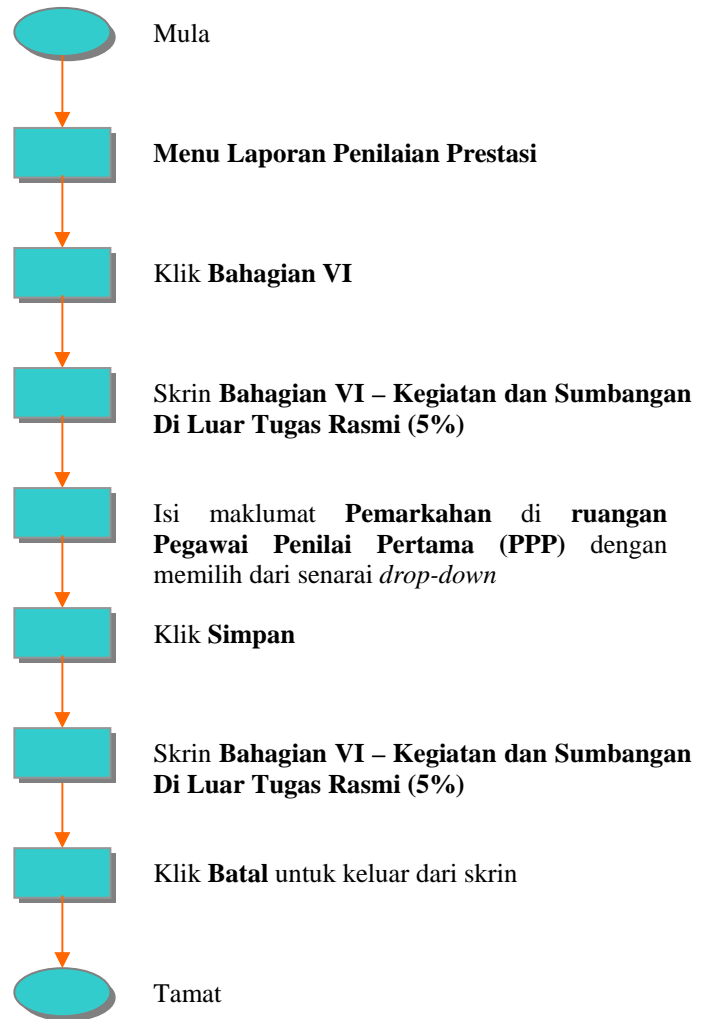 Mula
Menu Laporan Penilaian Prestasi
Klik Bahagian VI
Skrin Bahagian VI – Kegiatan dan Sumbangan
Di Luar Tugas Rasmi (5%)
Isi maklumat Pemarkahan di ruangan
Pegawai Penilai Pertama (PPP) dengan
memilih dari senarai drop-down
Klik Simpan
Skrin Bahagian VI – Kegiatan dan Sumbangan
Di Luar Tugas Rasmi (5%)
Klik Batal untuk keluar dari skrin
Tamat